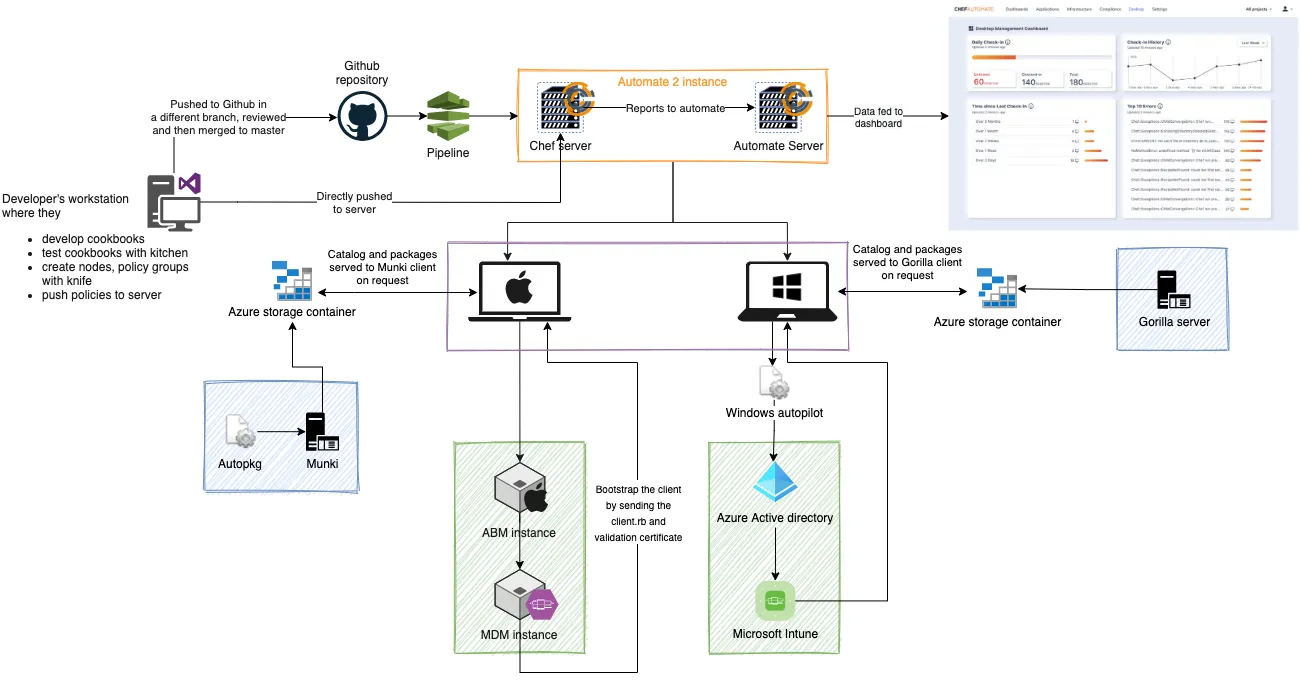 CHEF AUTOMATE
Dashboards Applications Infrastructure Compliance Desktop Settings
All projects
Desktop Management Dashboard
Daily Check-in
Check-in History
Last Week
Unknown
60
Checked-in
140
Total
180
Time since Last Check-in
Top 10 Errors
Github
repository
Pushed to Github in
a different branch, reviewed
and then merged to master
Pipeline
Automate 2 instance
Reports to automate
Chef server
Automate Server
Data fed to
dashboard
Developer's workstation
where they
• develop cookbooks
• test cookbooks with kitchen
• create nodes, policy groups
with knife
• push policies to server
Directly pushed
to server
Catalog and packages
served to Munki client
on request
Azure storage container
Catalog and packages
served to Gorilla client
on request
Azure storage container
Gorilla server
Autopkg
Munki
Windows autopilot
ABM instance
MDM instance
Bootstrap the client
by sending the
client.rb and
validation certificate
Azure Active directory
Microsoft Intune